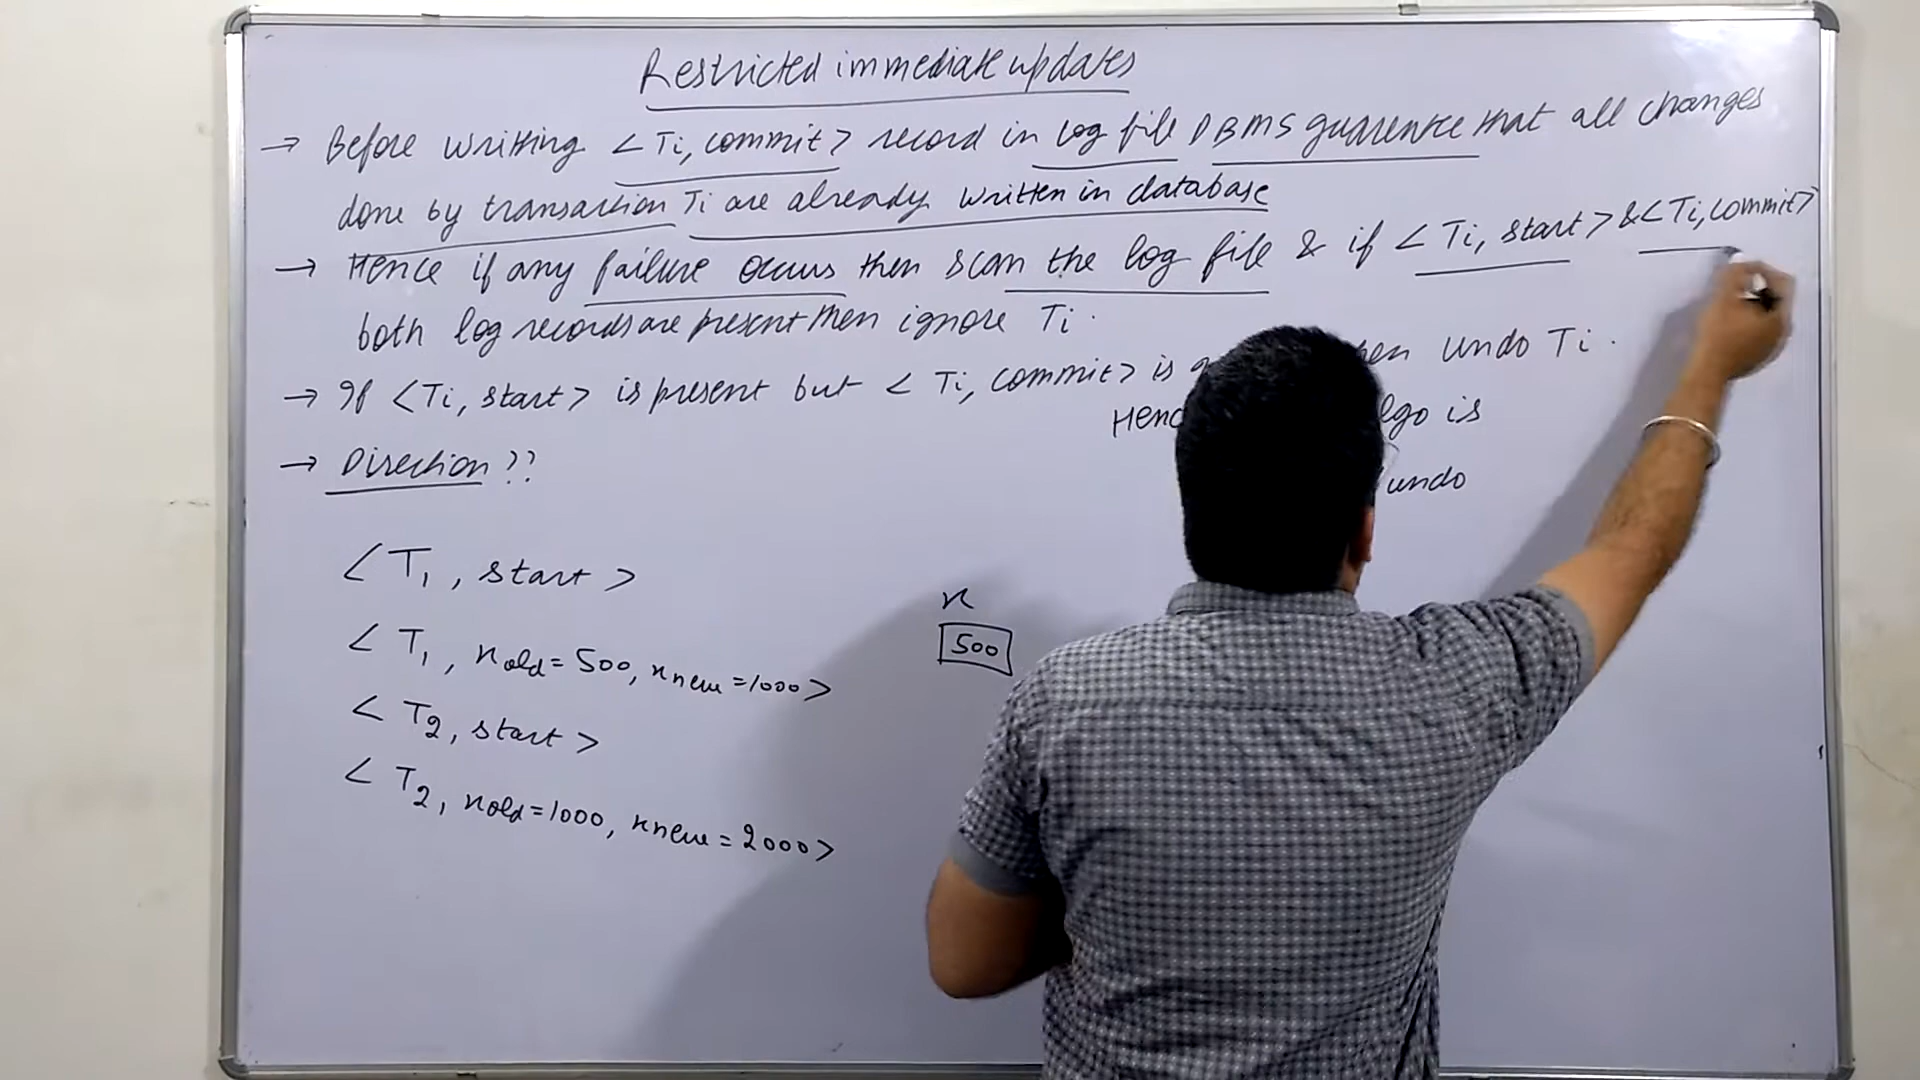 Restricted immediate updates
→ Before writting <Ti, commit> record in log file DBMS guarentee that all changes
done by transaction Ti are already written in database
→ Hence if any failure occurs then scan the log file & if <Ti, start> & <Ti, commit>
both log records are present then ignore Ti.
→ If <Ti, start> is present but <Ti, commit> is undo Ti.
is
→ Direction ??
undo
<T1, start>
x
<T1, xold=500, xnew=1000>
500
<T2, start>
<T2, xold=1000, xnew=2000>